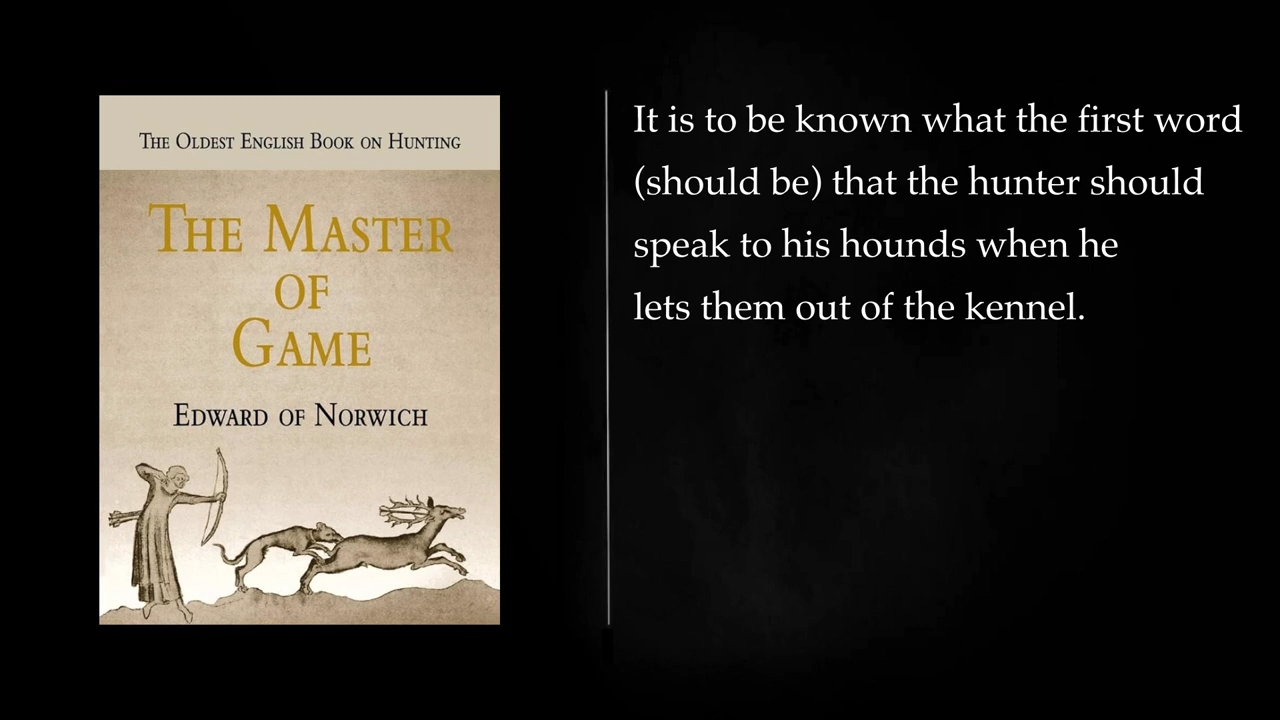 The Oldest English Book on Hunting
The Master
of
Game
Edward of Norwich
It is to be known what the first word
(should be) that the hunter should
speak to his hounds when he
lets them out of the kennel.